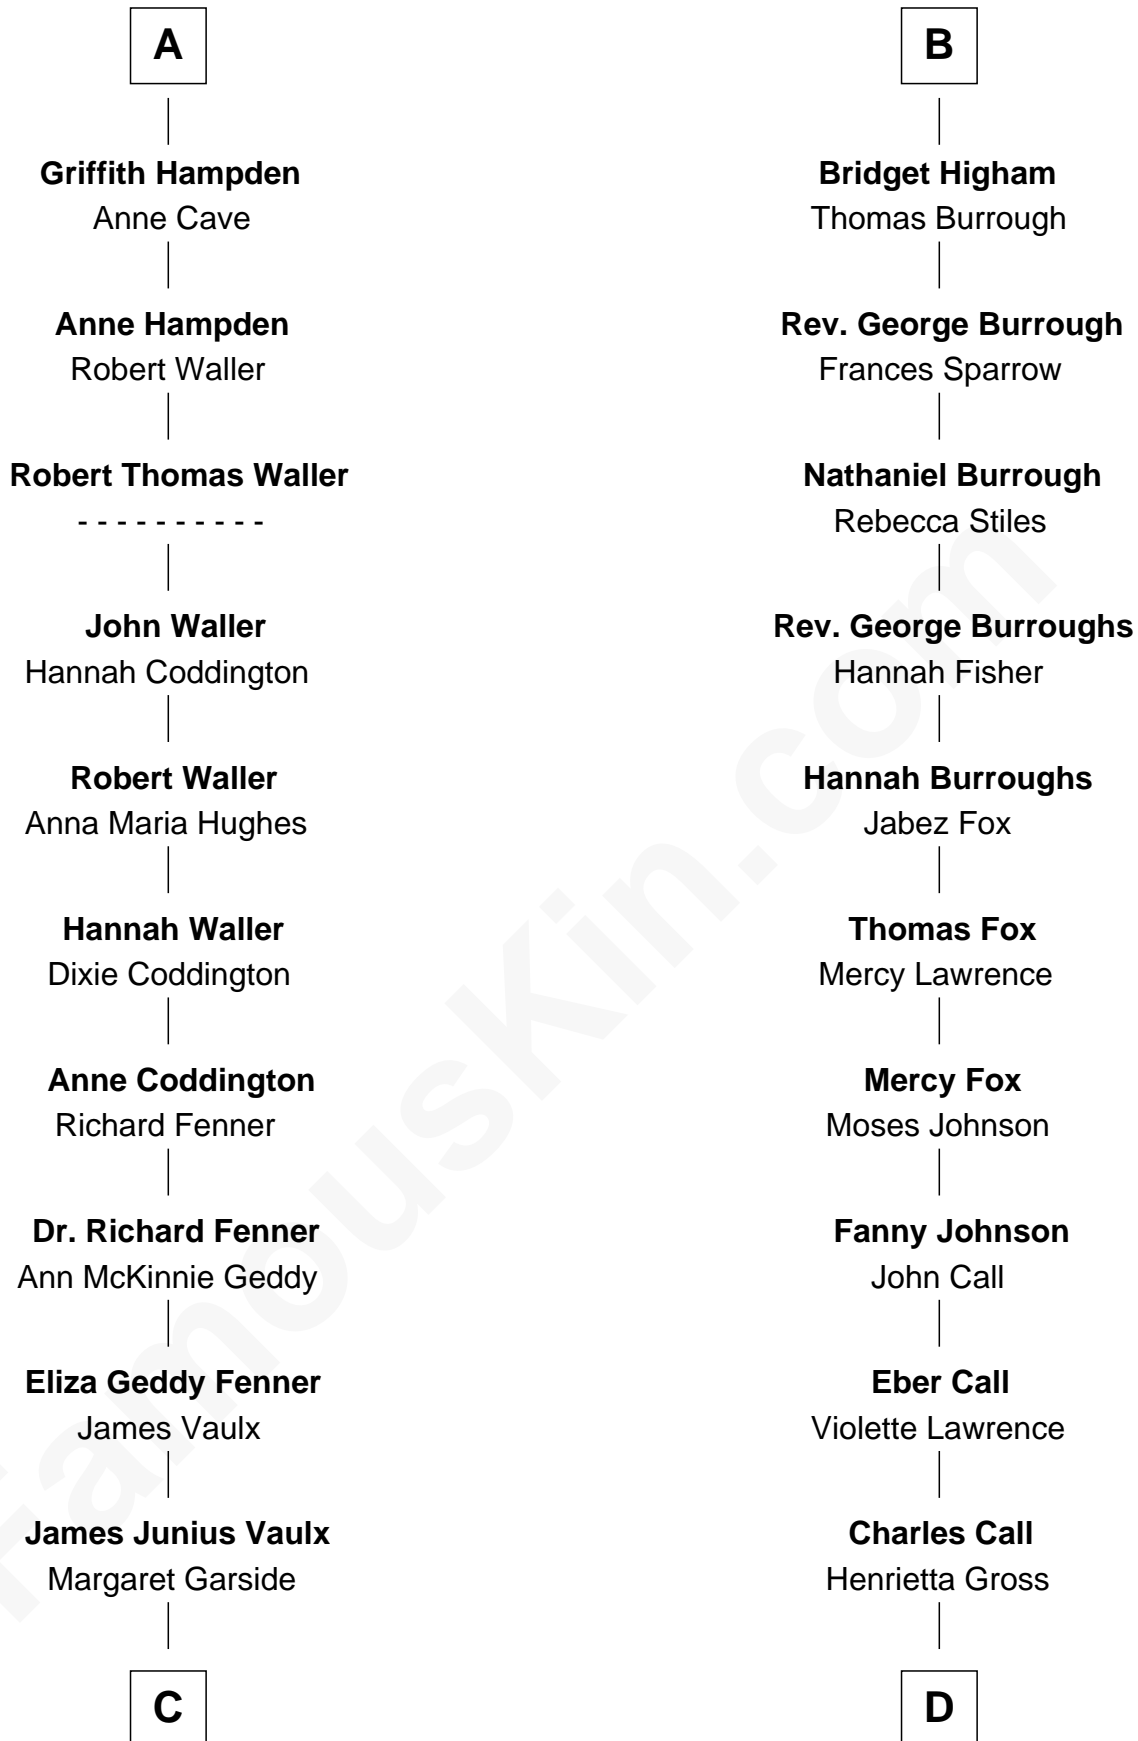 A
Griffith Hampden
Anne Cave
Anne Hampden
Robert Waller
Robert Thomas Waller
- - - - - - - - - -
John Waller
Hannah Coddington
Robert Waller
Anna Maria Hughes
Hannah Waller
Dixie Coddington
Anne Coddington
Richard Fenner
Dr. Richard Fenner
Ann McKinnie Geddy
Eliza Geddy Fenner
James Vaulx
James Junius Vaulx
Margaret Garside
C
B
Bridget Higham
Thomas Burrough
Rev. George Burrough
Frances Sparrow
Nathaniel Burrough
Rebecca Stiles
Rev. George Burroughs
Hannah Fisher
Hannah Burroughs
Jabez Fox
Thomas Fox
Mercy Lawrence
Mercy Fox
Moses Johnson
Fanny Johnson
John Call
Eber Call
Violette Lawrence
Charles Call
Henrietta Gross
D
FamousKin.com